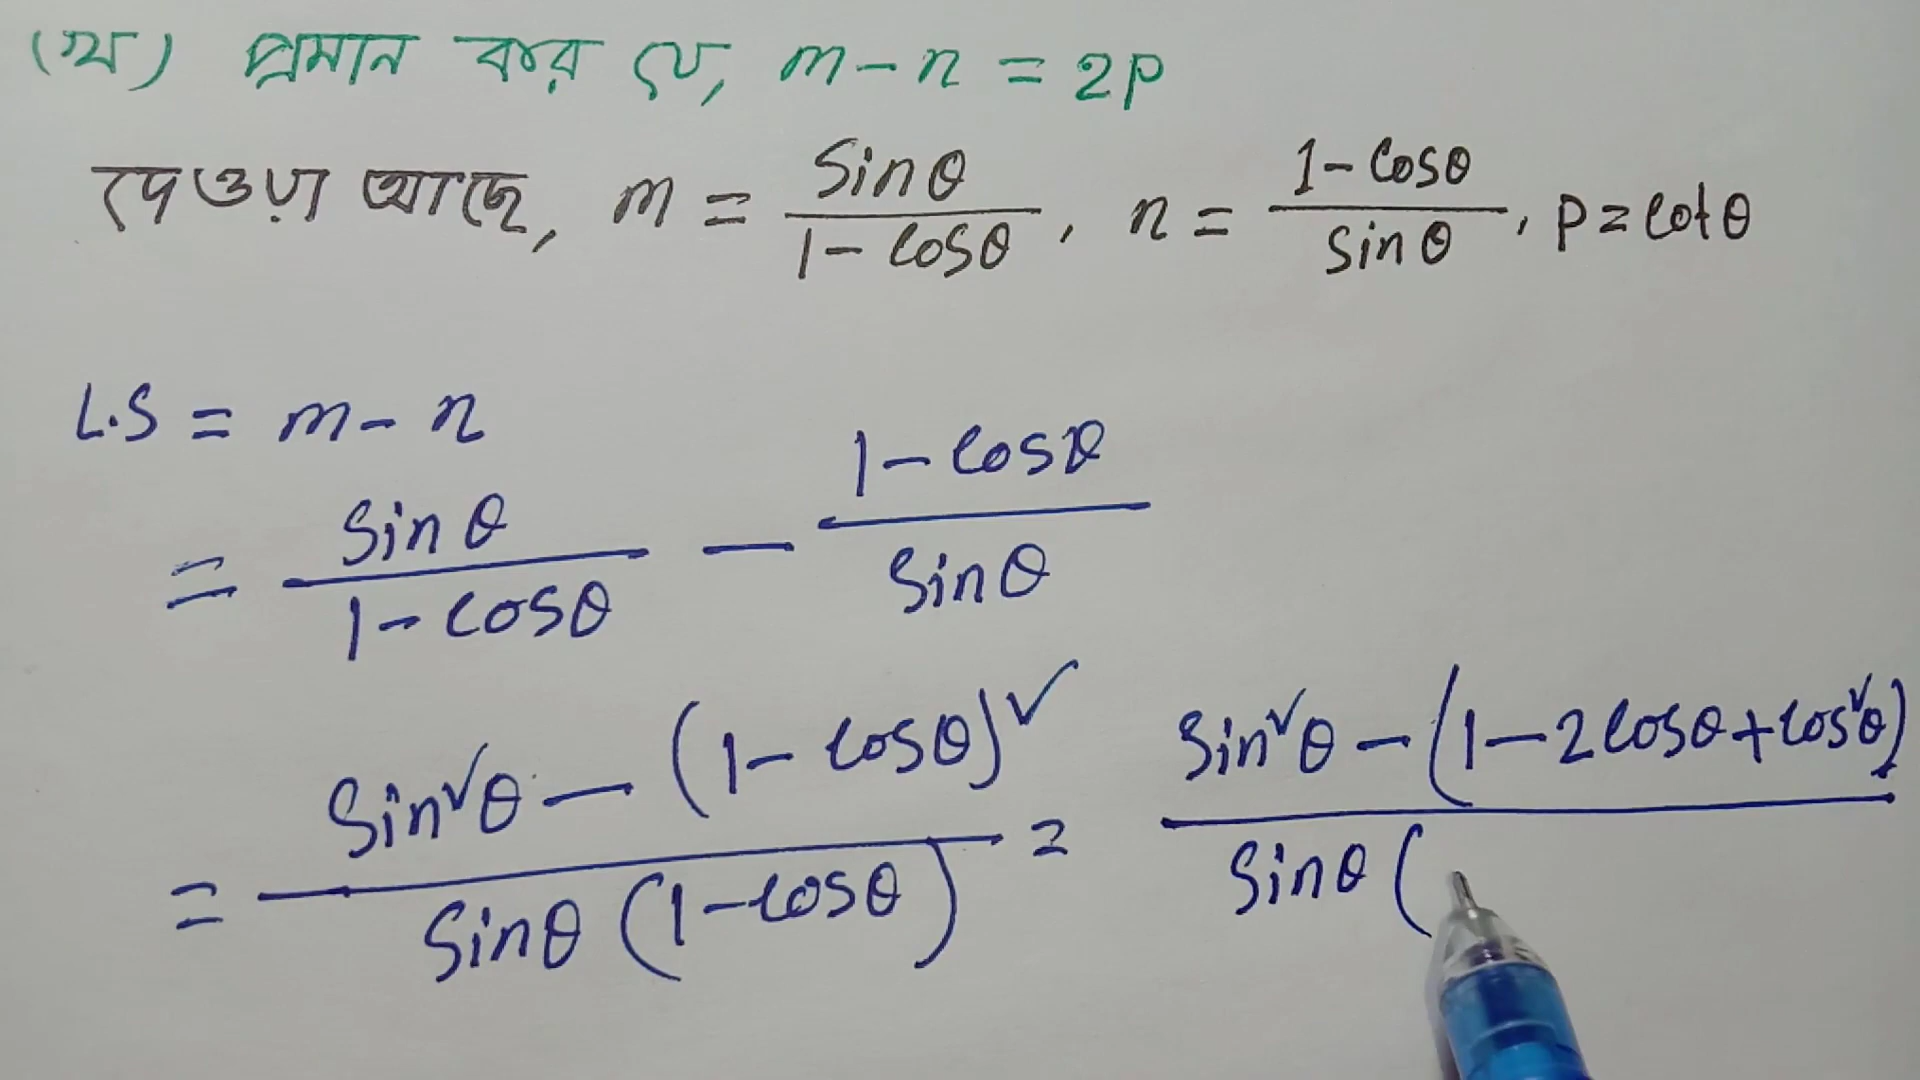 (খ) প্রমান কর যে, m - n = 2p
দেওয়া আছে, m = sinθ / 1 - cosθ, n = 1 - cosθ / sinθ, p = cotθ
L.S = m - n
= sinθ / 1 - cosθ - 1 - cosθ / sinθ
= sin²θ - (1 - cosθ)² / sinθ (1 - cosθ) = sin²θ - (1 - 2cosθ + cos²θ) / sinθ (